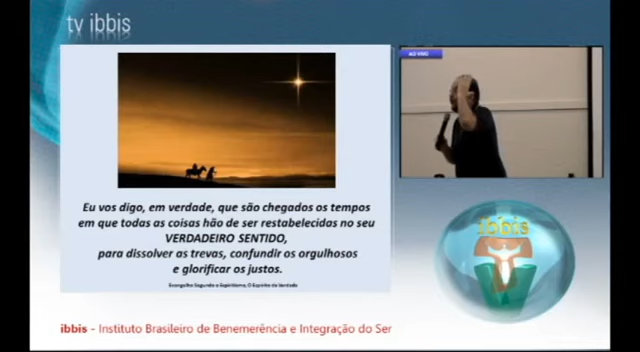 tv ibbis
AO VIVO
Eu vos digo, em verdade, que são chegados os tempos
em que todas as coisas hão de ser restabelecidas no seu
VERDADEIRO SENTIDO,
para dissolver as trevas, confundir os orgulhosos
e glorificar os justos.
Evangelho Segundo o Espiritismo, O Espírito de Verdade
ibbis
ibbis - Instituto Brasileiro de Benemerência e Integração do Ser